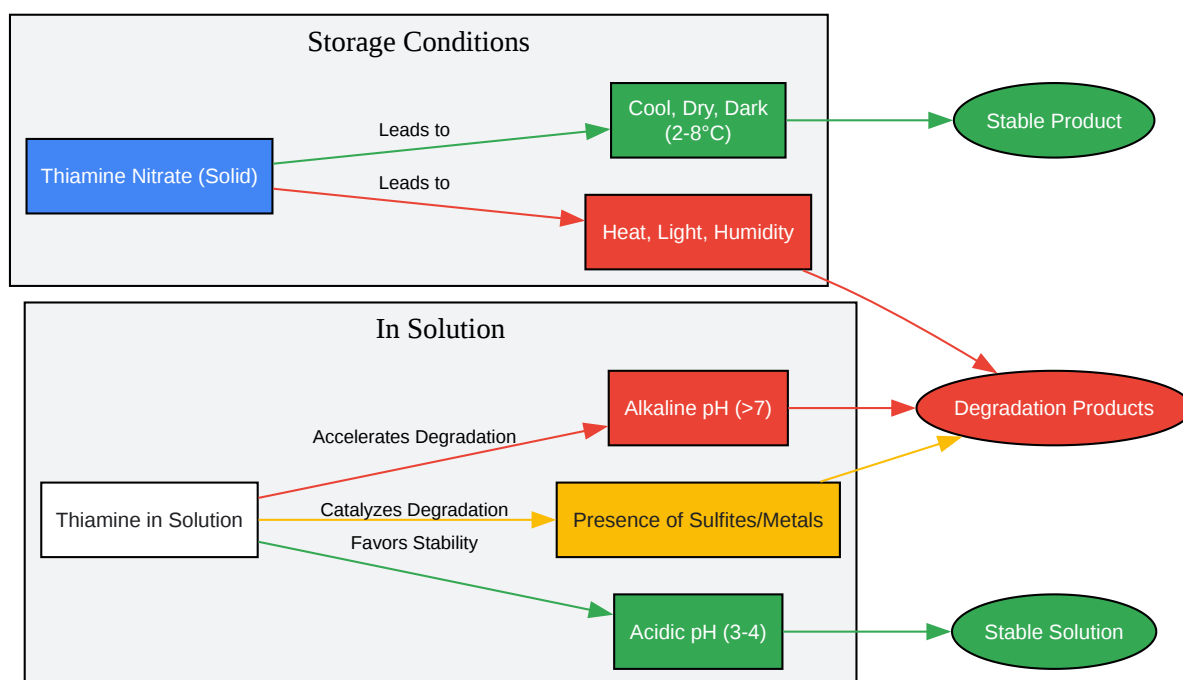 Storage Conditions
Cool, Dry, Dark
(2-8°C)
Stable Product
Leads to
Thiamine Nitrate (Solid)
Leads to
Heat, Light, Humidity
In Solution
Alkaline pH (>7)
Degradation Products
Accelerates Degradation
Thiamine in Solution
Catalyzes Degradation
Presence of Sulfites/Metals
Favors Stability
Acidic pH (3-4)
Stable Solution